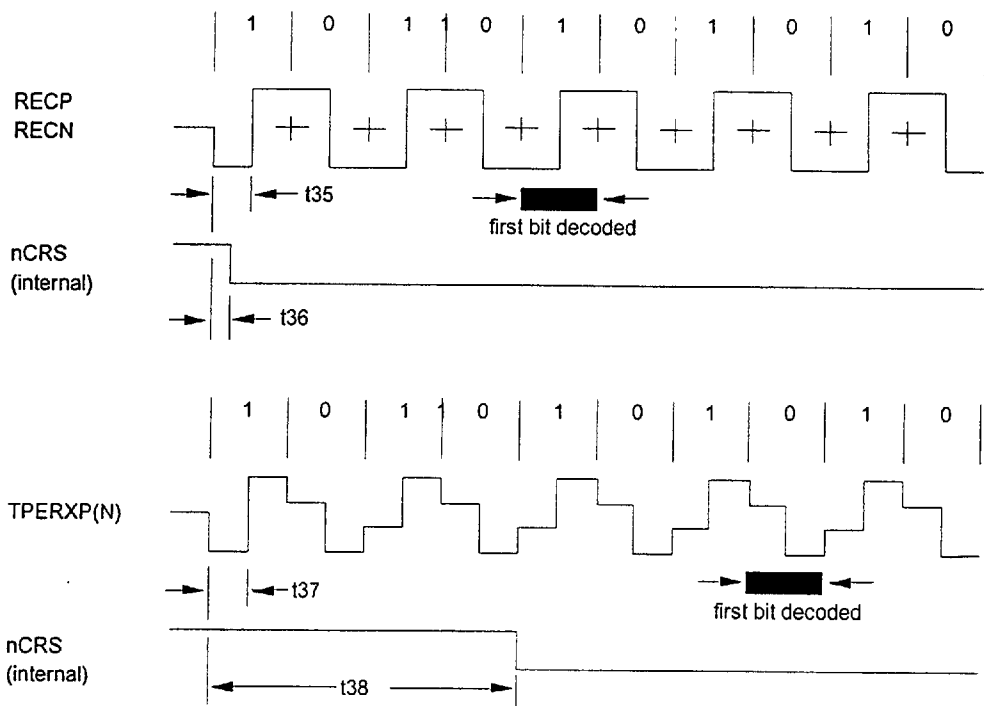 1 0 1 1 0 1 0 1 0 1 0
RECP
RECN
t35
first bit decoded
nCRS
(internal)
t36
1 0 1 1 0 1 0 1 0 1 0
TPERXP(N)
t37
first bit decoded
nCRS
(internal)
t38